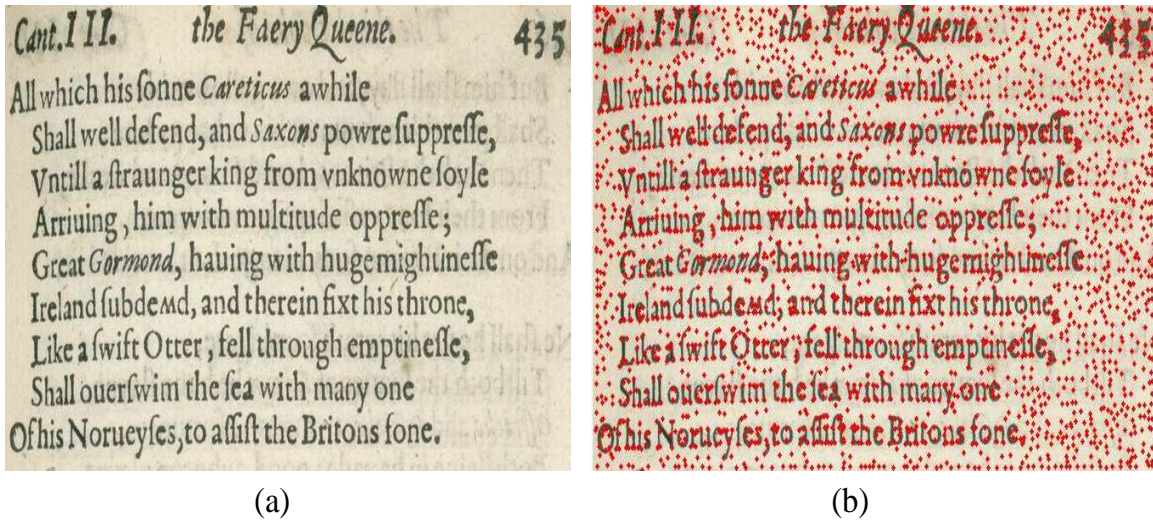 Cant.III. the Faery Queene. 435
All which his ſonne Careticus awhile
Shall well defend, and Saxons powre ſuppreſſe,
Vntill a ſtraunger king from vnknowne ſoyle
Arriuing, him with multitude oppreſſe;
Great Gormond, hauing with huge mightineſſe
Ireland ſubdewd, and therein fixt his throne,
Like a ſwift Otter, fell through emptineſſe,
Shall ouerſwim the ſea with many one
Of his Norueyſes, to aſſiſt the Britons fone.
(a)
Cant.III. the Faery Queene. 435
All which his ſonne Careticus awhile
Shall well defend, and Saxons powre ſuppreſſe,
Vntill a ſtraunger king from vnknowne ſoyle
Arriuing, him with multitude oppreſſe;
Great Gormond, hauing with huge mightineſſe
Ireland ſubdewd, and therein fixt his throne,
Like a ſwift Otter, fell through emptineſſe,
Shall ouerſwim the ſea with many one
Of his Norueyſes, to aſſiſt the Britons fone.
(b)